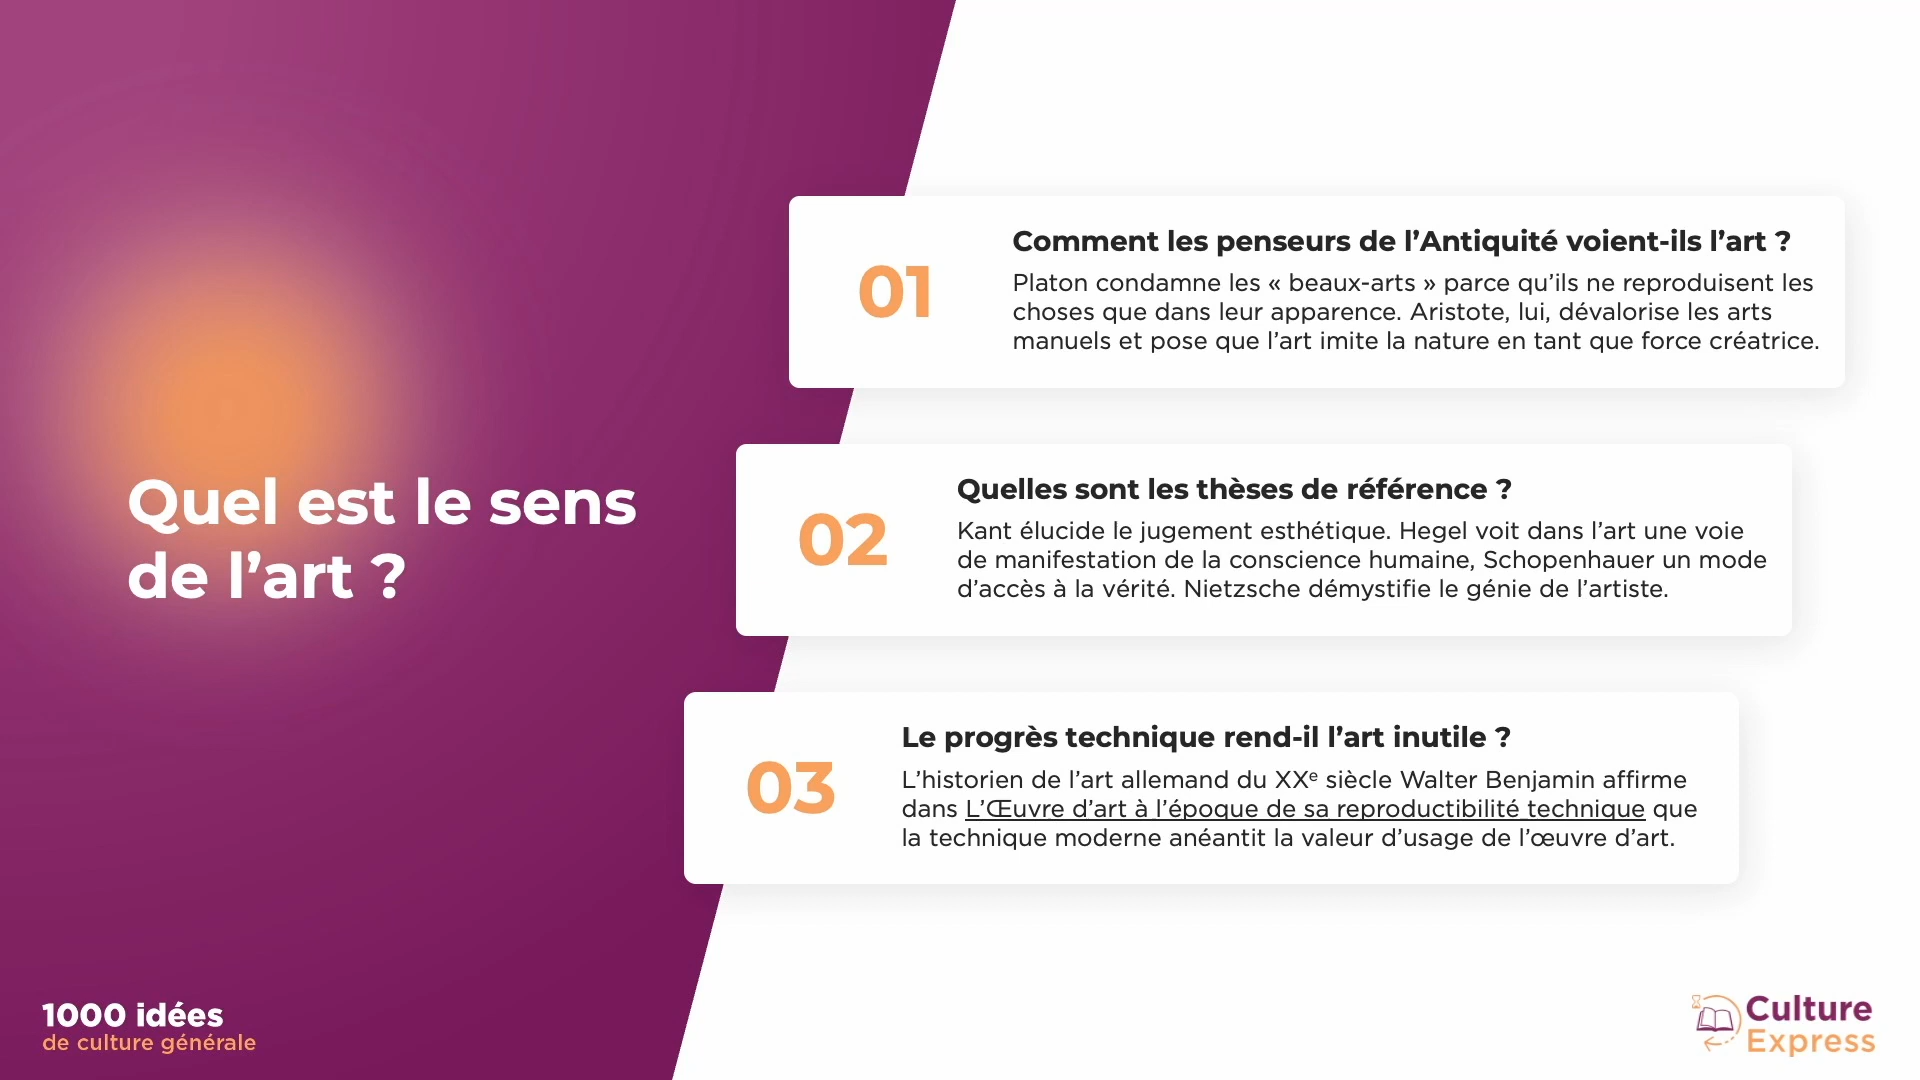 Quel est le sens
de l’art ?
01
Comment les penseurs de l’Antiquité voient-ils l’art ?
Platon condamne les « beaux-arts » parce qu’ils ne reproduisent les
choses que dans leur apparence. Aristote, lui, dévalorise les arts
manuels et pose que l’art imite la nature en tant que force créatrice.
02
Quelles sont les thèses de référence ?
Kant élucide le jugement esthétique. Hegel voit dans l’art une voie
de manifestation de la conscience humaine, Schopenhauer un mode
d’accès à la vérité. Nietzsche démystifie le génie de l’artiste.
03
Le progrès technique rend-il l’art inutile ?
L’historien de l’art allemand du XXᵉ siècle Walter Benjamin affirme
dans L’Œuvre d’art à l’époque de sa reproductibilité technique que
la technique moderne anéantit la valeur d’usage de l’œuvre d’art.
1000 idées
de culture générale
Culture
Express